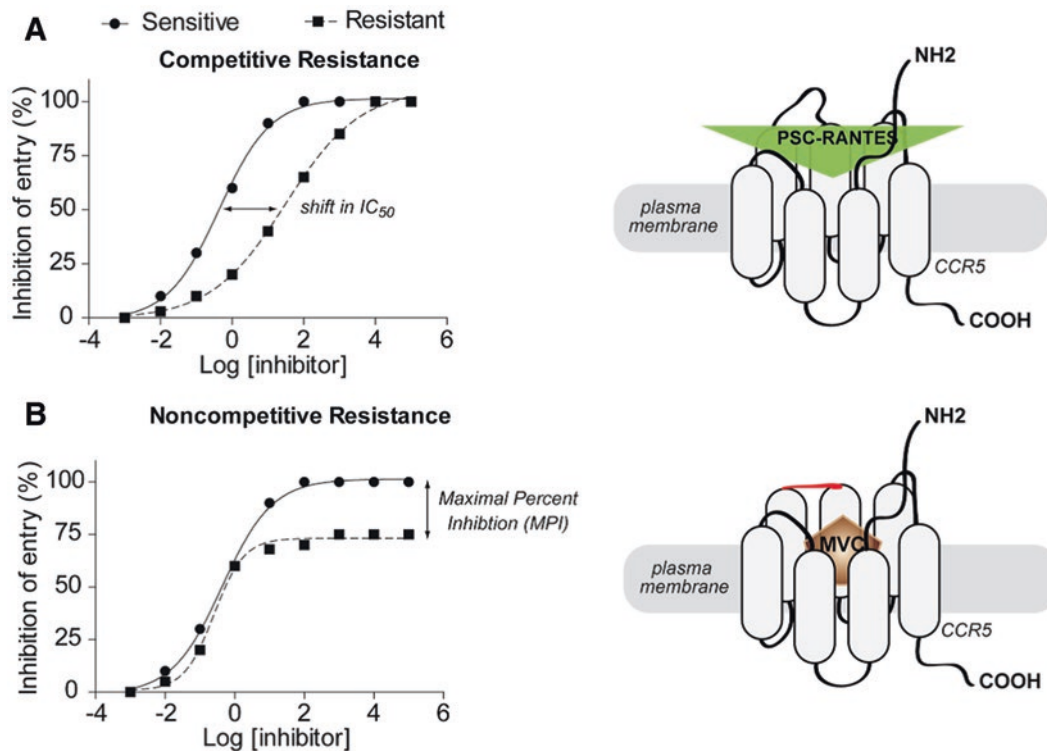 A
Sensitive
Resistant
Competitive Resistance
Inhibition of entry (%)
100
75
50
25
0
shift in IC50
-4
-2
0
2
4
6
Log [inhibitor]
NH2
PSC-RANTES
plasma
membrane
CCR5
COOH
B
Noncompetitive Resistance
Inhibition of entry (%)
100
75
50
25
0
Maximal Percent
Inhibtion (MPI)
-4
-2
0
2
4
6
Log [inhibitor]
NH2
MVC
plasma
membrane
CCR5
COOH